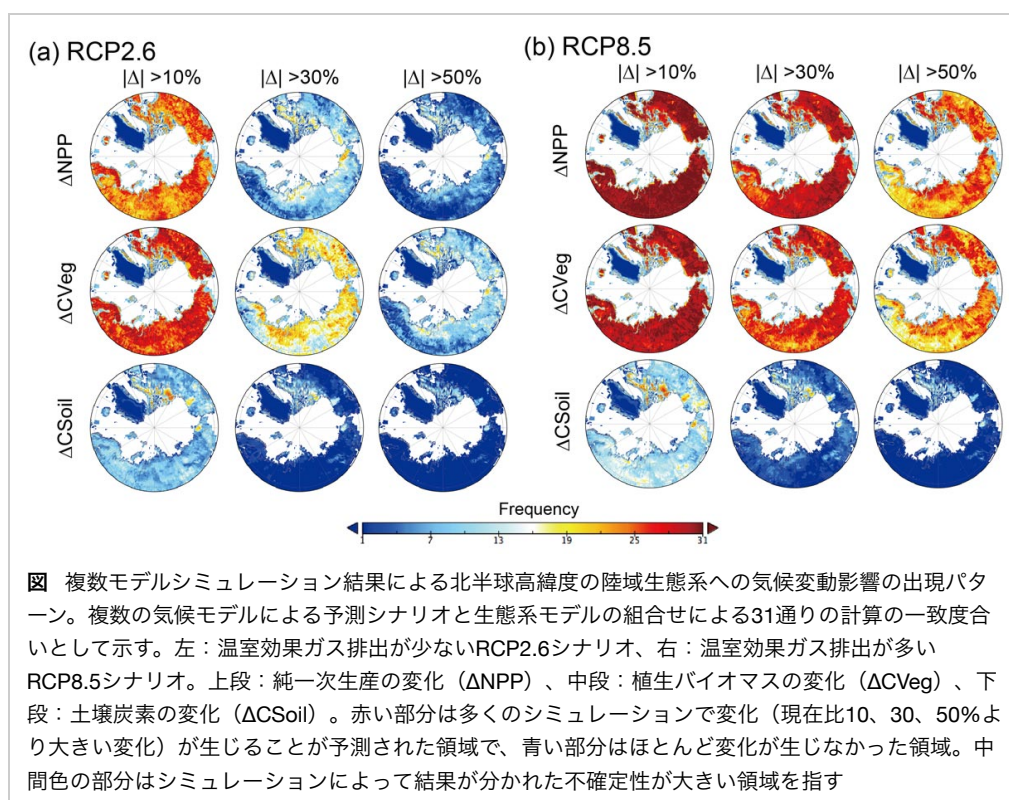 (a) RCP2.6
(b) RCP8.5
|Δ| >10%
|Δ| >30%
|Δ| >50%
|Δ| >10%
|Δ| >30%
|Δ| >50%
ΔNPP
ΔNPP
ΔCVeg
ΔCVeg
ΔCSoil
ΔCSoil
Frequency
1 7 13 19 25 31
図 複数モデルシミュレーション結果による北半球高緯度の陸域生態系への気候変動影響の出現パタ
ーン。複数の気候モデルによる予測シナリオと生態系モデルの組合せによる31通りの計算の一致度合
いとして示す。左：温室効果ガス排出が少ないRCP2.6シナリオ、右：温室効果ガス排出が多い
RCP8.5シナリオ。上段：純一次生産の変化（ΔNPP）、中段：植生バイオマスの変化（ΔCVeg）、下
段：土壌炭素の変化（ΔCSoil）。赤い部分は多くのシミュレーションで変化（現在比10、30、50%よ
り大きい変化）が生じることが予測された領域で、青い部分はほとんど変化が生じなかった領域。中
間色の部分はシミュレーションによって結果が分かれた不確定性が大きい領域を指す